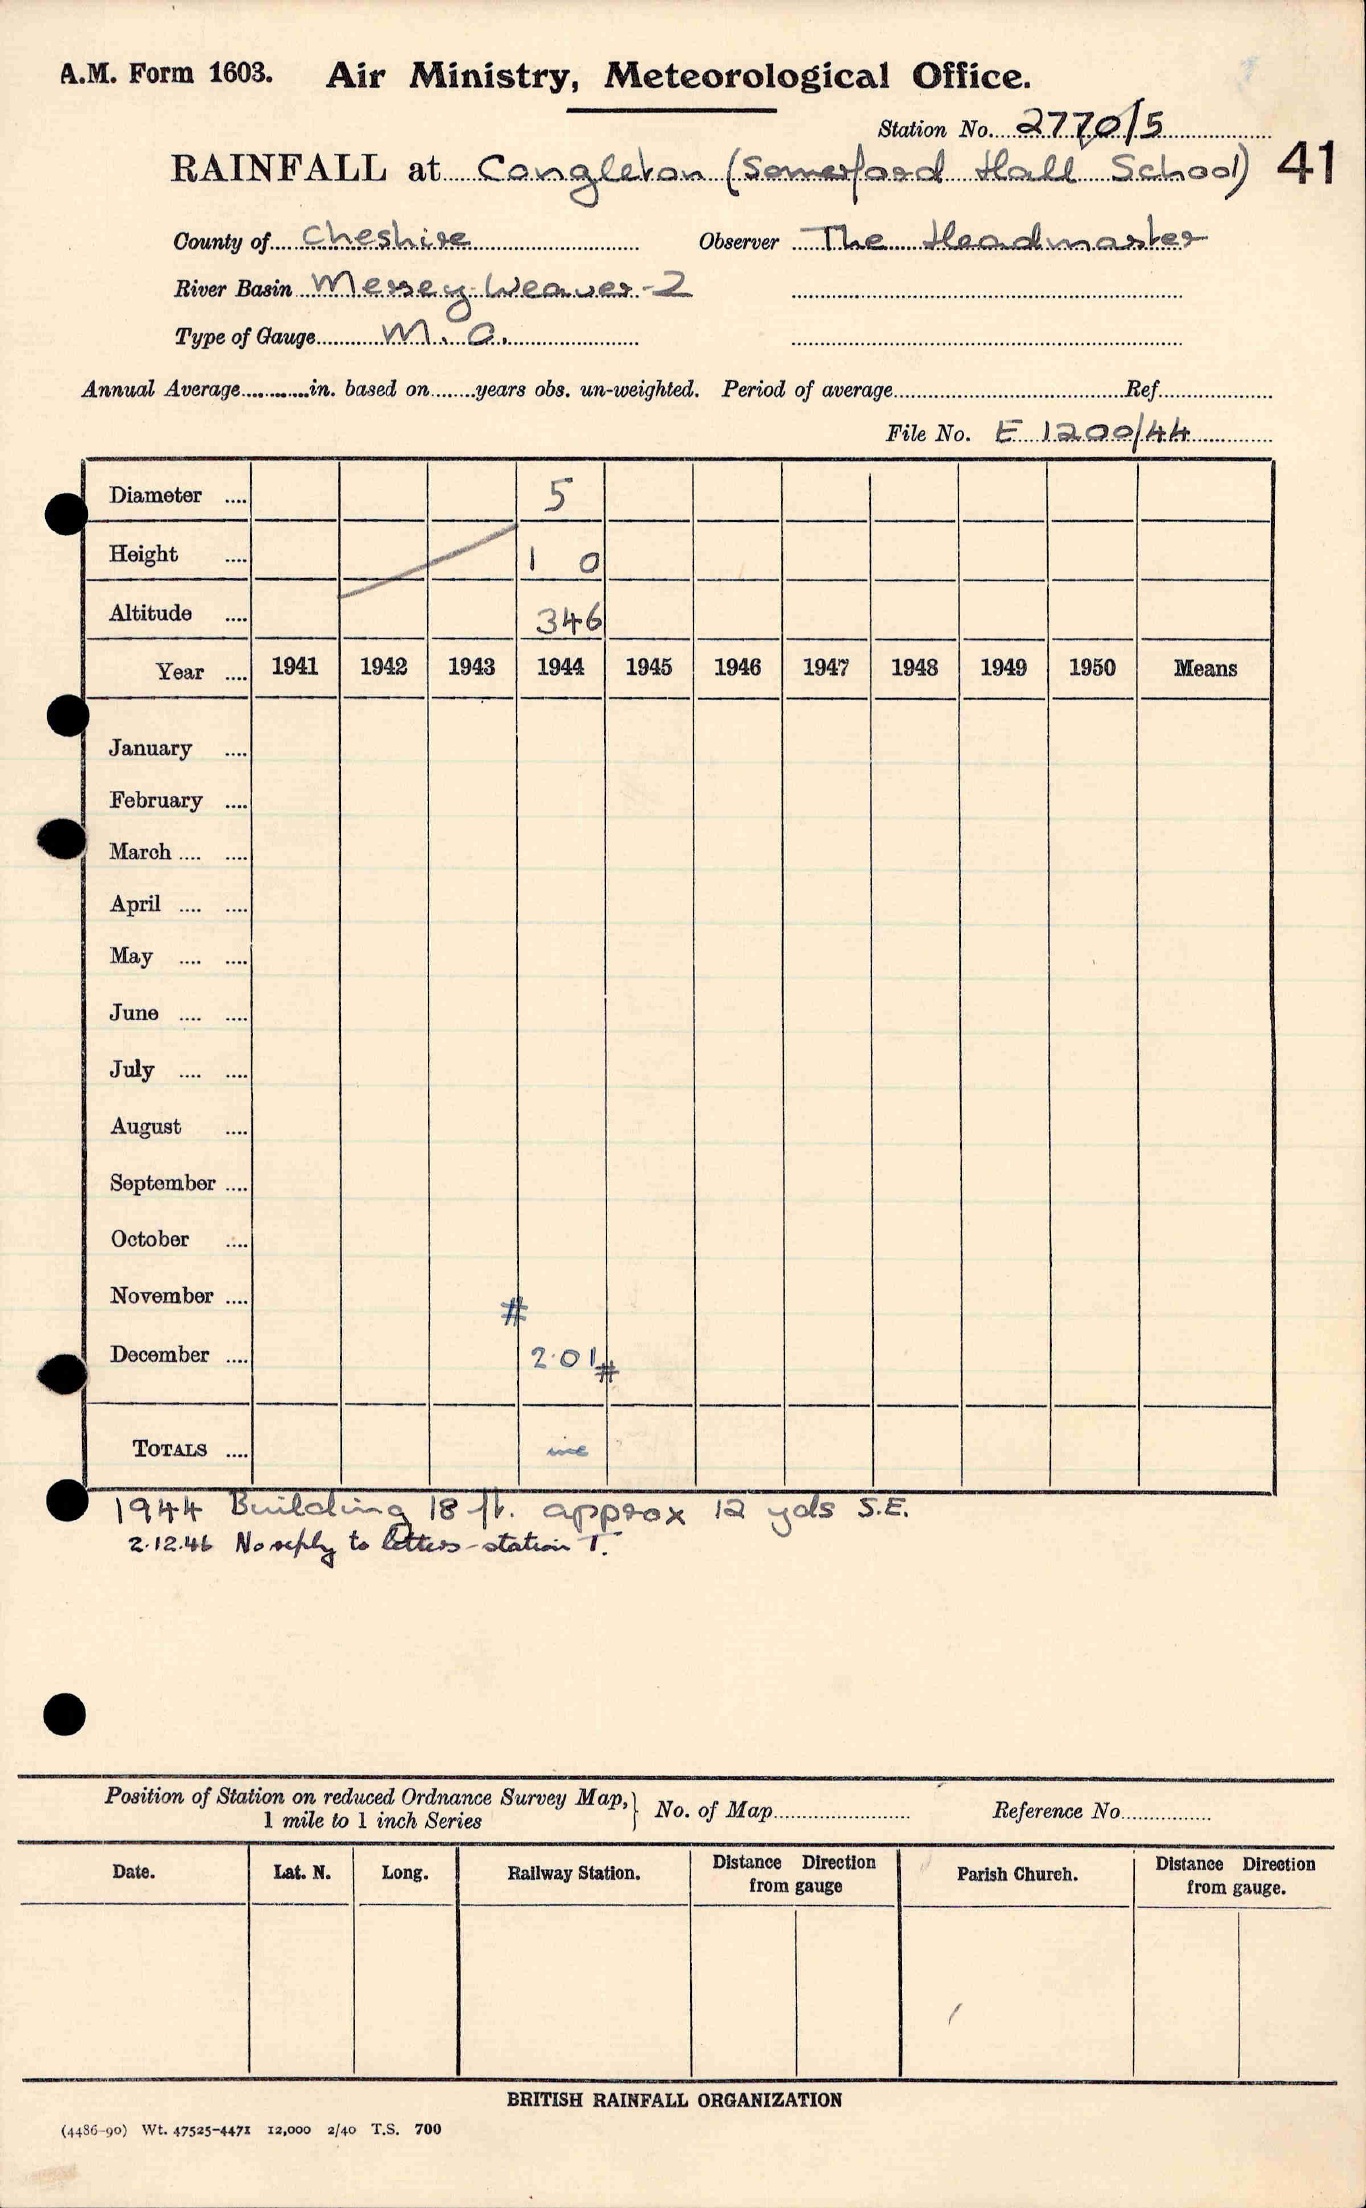 A.M. Form 1603. Air Ministry, Meteorological Office.
Station No. 2770/5
RAINFALL at Congleton (Somerford Hall School) 41
County of Cheshire Observer The Headmaster
River Basin Mersey-Weaver-2
Type of Gauge M. O.
Annual Average in. based on years obs. un-weighted. Period of average Ref.
File No. E 1200/44
Diameter .... 5
Height .... 1 0
Altitude .... 346
Year .... 1941 1942 1943 1944 1945 1946 1947 1948 1949 1950 Means
January ....
February ....
March .... ....
April .... ....
May .... ....
June .... ....
July .... ....
August ....
September ....
October ....
November .... #
December .... 2.01 #
TOTALS .... inc
1944 Building 18 ft. approx 12 yds S.E.
2.12.46 No reply to letters - station T.
Position of Station on reduced Ordnance Survey Map, } No. of Map Reference No.
1 mile to 1 inch Series
Date. Lat. N. Long. Railway Station. Distance Direction from gauge Parish Church. Distance Direction from gauge.
BRITISH RAINFALL ORGANIZATION
(4486-90) Wt. 47525-4471 12,000 2/40 T.S. 700